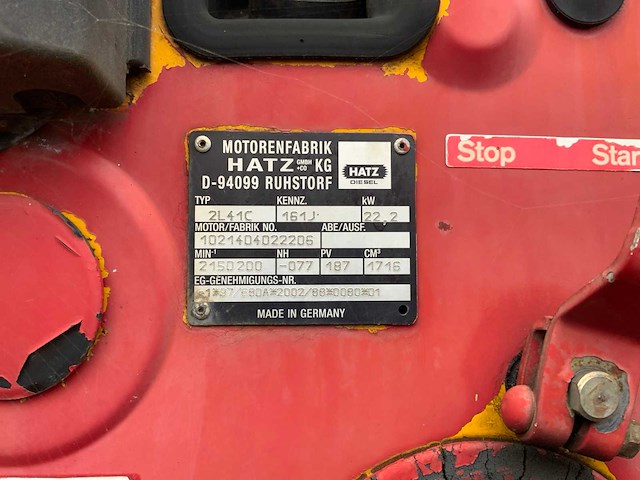 MOTORENFABRIK
HATZ GMBH +CO KG
D-94099 RUHSTORF
HATZ
DIESEL
TYP KENNZ. kW
2L41C 161J 22,2
MOTOR/FABRIK NO. ABE/AUSF.
1021404022206
MIN-1 NH PV CM3
2150200 -077 187 1716
EG-GENEHMIGUNGS-NR.
MADE IN GERMANY
Stop Star